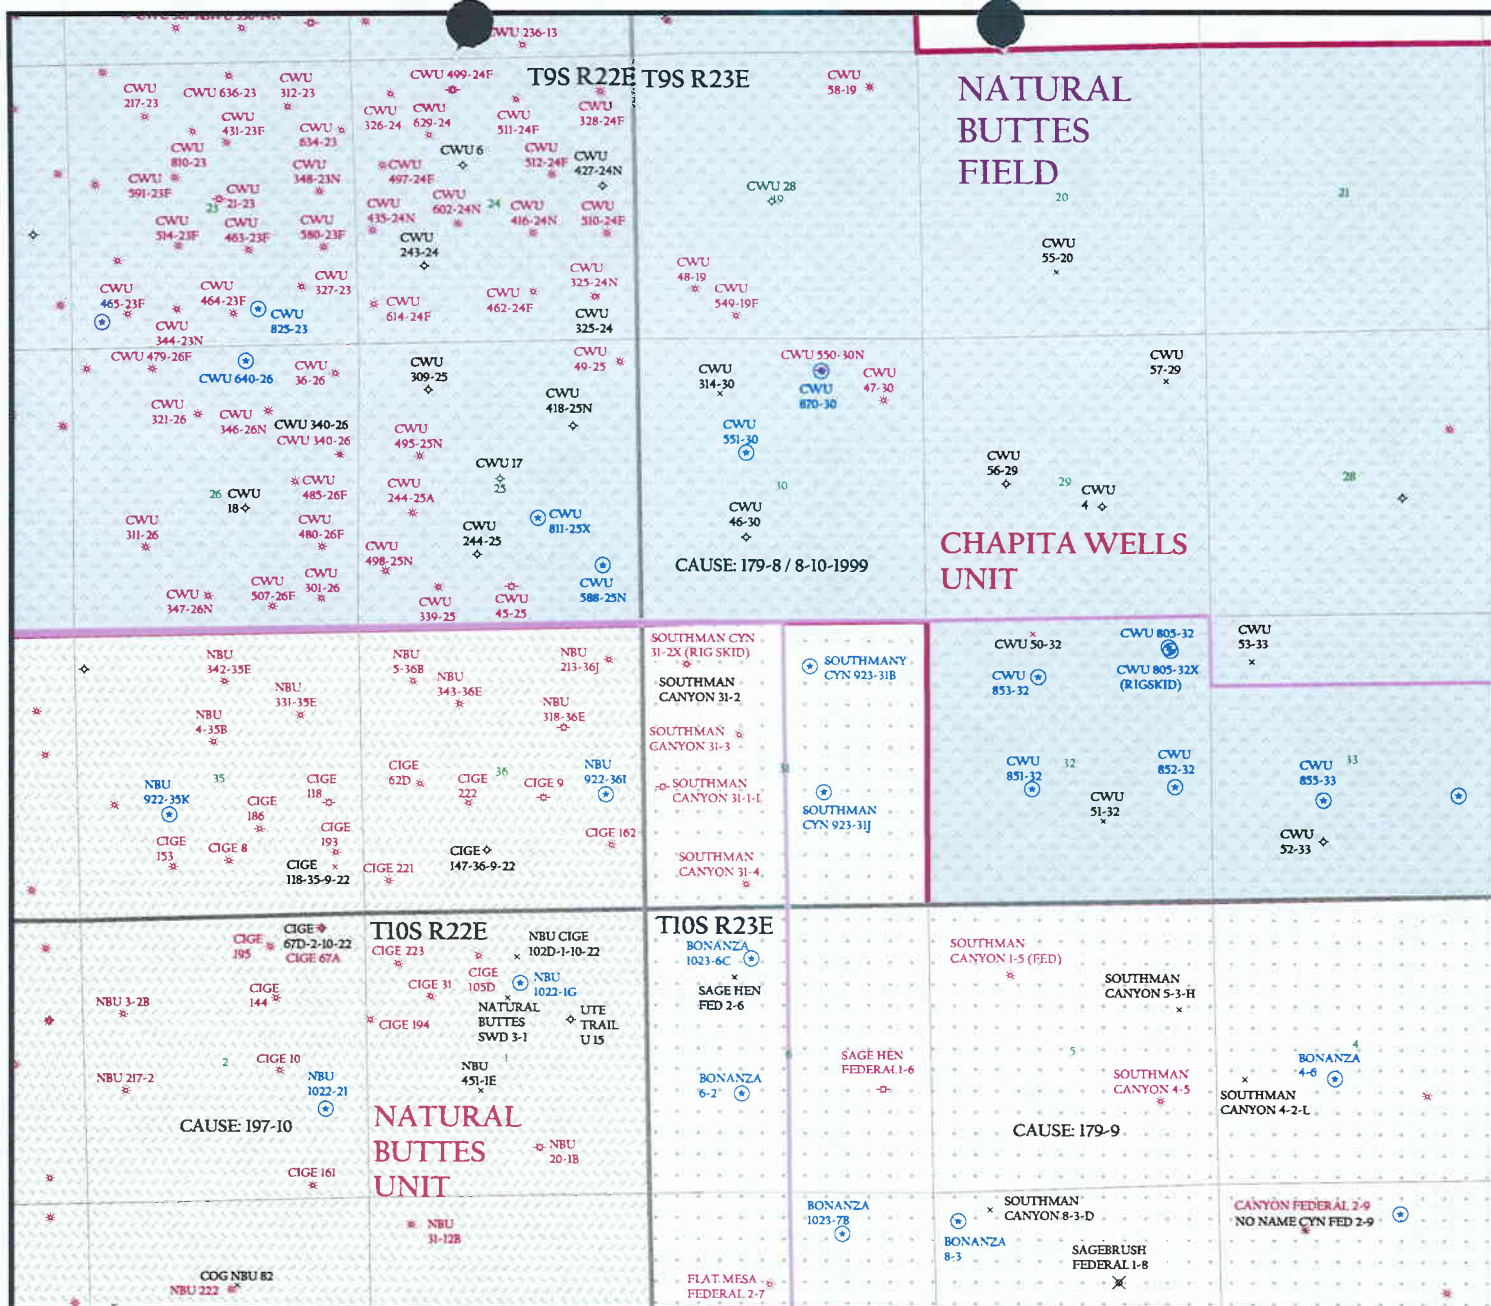 CWU 236-13
T9S R22E
T9S R23E
NATURAL
BUTTES
FIELD
CWU
217-23
CWU 636-23
CWU
312-23
CWU
431-23F
CWU
634-23
CWU
810-23
CWU
348-23N
CWU
591-23F
CWU
21-23
23
CWU
514-23F
CWU
463-23F
CWU
580-23F
CWU
327-23
CWU
465-23F
CWU
464-23F
CWU
825-23
CWU
344-23N
CWU 499-24F
CWU
326-24
CWU
629-24
CWU
511-24F
CWU
328-24F
CWU 6
CWU
512-24F
CWU
427-24N
CWU
497-24F
CWU
602-24N
24
CWU
435-24N
CWU
416-24N
CWU
510-24F
CWU
243-24
CWU
325-24N
CWU
462-24F
CWU
614-24F
CWU
325-24
CWU
58-19
CWU 28
19
CWU
48-19
CWU
549-19F
20
CWU
55-20
21
CWU 479-26F
CWU 640-26
CWU
36-26
CWU
321-26
CWU
346-26N
CWU 340-26
CWU 340-26
26
CWU
18
CWU
485-26F
CWU
311-26
CWU
480-26F
CWU
301-26
CWU
507-26F
CWU
347-26N
CWU
309-25
CWU
49-25
CWU
418-25N
CWU
495-25N
CWU 17
25
CWU
244-25A
CWU
811-25X
CWU
244-25
CWU
498-25N
CWU
339-25
CWU
45-25
CWU
588-25N
CWU
314-30
CWU 550-30N
CWU
670-30
CWU
47-30
CWU
551-30
30
CWU
46-30
CAUSE: 179-8 / 8-10-1999
CWU
57-29
CWU
56-29
29
CWU
4
28
CHAPITA WELLS
UNIT
NBU
342-35E
NBU
331-35E
NBU
4-35B
35
NBU
922-35K
CIGE
118
CIGE
186
CIGE
193
CIGE
153
CIGE 8
CIGE
118-35-9-22
NBU
5-36B
NBU
343-36E
NBU
213-36J
NBU
318-36E
36
CIGE
62D
CIGE
222
CIGE 9
NBU
922-36I
CIGE 162
CIGE
147-36-9-22
CIGE 221
SOUTHMAN CYN
31-2X (RIG SKID)
SOUTHMAN
CANYON 31-2
SOUTHMAN
CANYON 31-3
31
SOUTHMAN
CANYON 31-1-L
SOUTHMAN
CANYON 31-4
SOUTHMANY
CYN 923-31B
SOUTHMAN
CYN 923-31J
CWU 50-32
CWU 805-32
CWU 805-32X
(RIGSKID)
CWU
853-32
CWU
851-32
32
CWU
852-32
CWU
51-32
CWU
53-33
CWU
855-33
33
CWU
52-33
T10S R22E
T10S R23E
CIGE
195
CIGE
67D-2-10-22
CIGE 67A
CIGE
144
NBU 3-2B
2
CIGE 10
NBU 217-2
NBU
1022-21
CAUSE: 197-10
CIGE 161
CIGE 223
NBU CIGE
102D-1-10-22
CIGE
105D
NBU
1022-1G
CIGE 31
NATURAL
BUTTES
SWD 3-1
UTE
TRAIL
U 15
CIGE 194
1
NBU
451-1E
NATURAL
BUTTES
UNIT
NBU
20-1B
NBU
31-12B
COG NBU 82
NBU 222
BONANZA
1023-6C
SAGE HEN
FED 2-6
6
BONANZA
6-2
SAGE HEN
FEDERAL 1-6
SOUTHMAN
CANYON 1-5 (FED)
SOUTHMAN
CANYON 5-3-H
5
SOUTHMAN
CANYON 4-5
CAUSE: 179-9
4
BONANZA
4-6
SOUTHMAN
CANYON 4-2-L
BONANZA
1023-7B
FLAT MESA
FEDERAL 2-7
SOUTHMAN
CANYON 8-3-D
BONANZA
8-3
SAGEBRUSH
FEDERAL 1-8
CANYON FEDERAL 2-9
NO NAME CYN FED 2-9